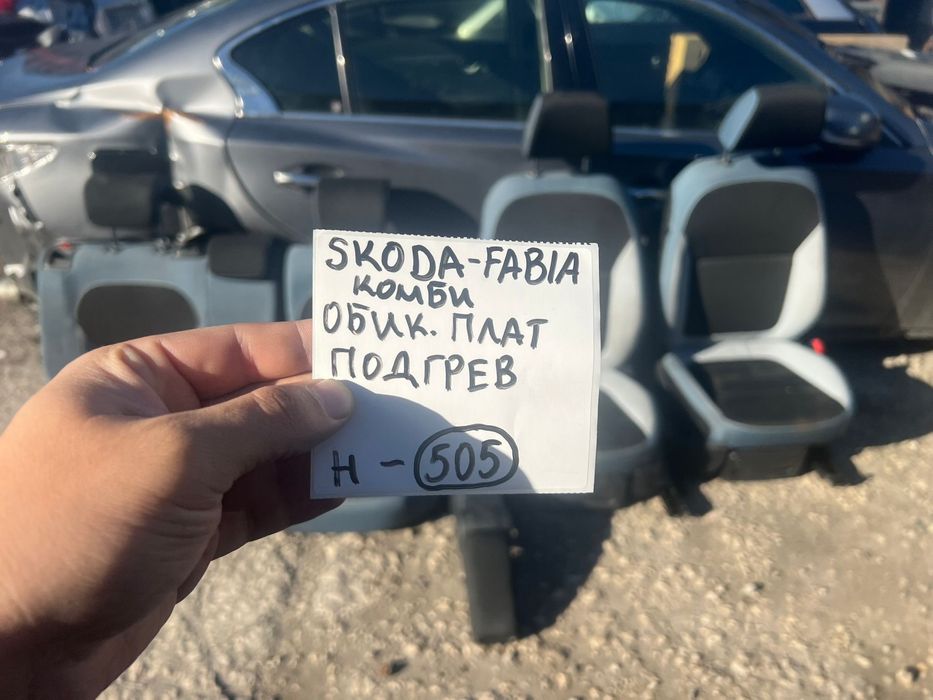 SKODA-FABIA
КОМБИ
ОБИК. ПЛАТ
ПОДГРЕВ
Н - 505